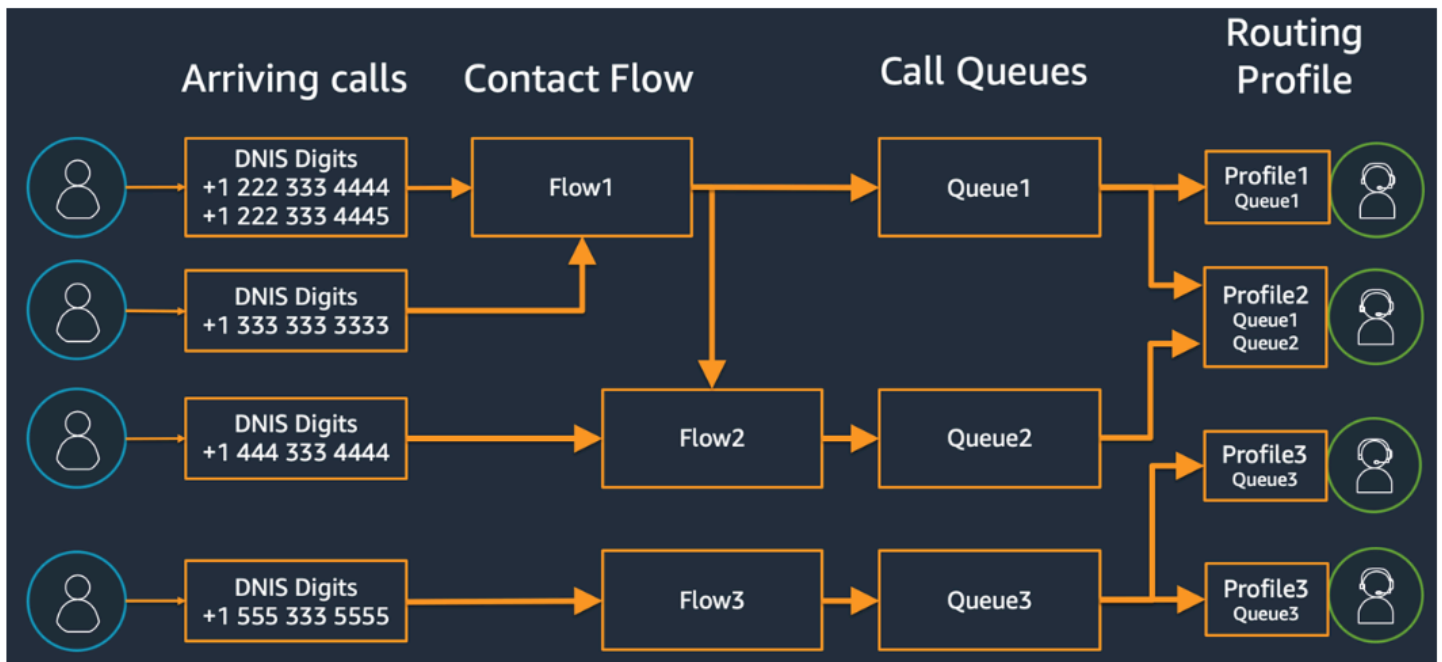 Arriving calls
Contact Flow
Call Queues
Routing
Profile
DNIS Digits
+1 222 333 4444
+1 222 333 4445
Flow1
Queue1
Profile1
Queue1
DNIS Digits
+1 333 333 3333
Profile2
Queue1
Queue2
DNIS Digits
+1 444 333 4444
Flow2
Queue2
Profile3
Queue3
DNIS Digits
+1 555 333 5555
Flow3
Queue3
Profile3
Queue3